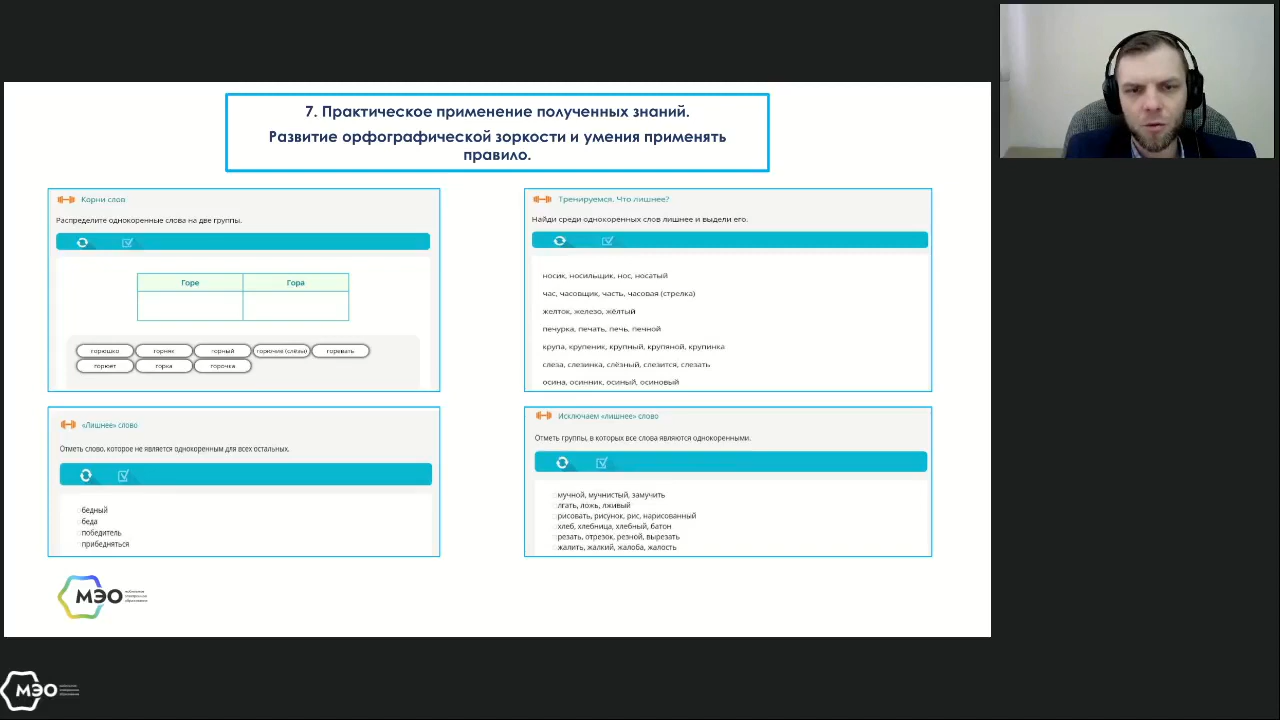 7. Практическое применение полученных знаний.
Развитие орфографической зоркости и умения применять
правило.
Корни слов
Распределите однокоренные слова на две группы.
Горе Гора
горюшко горняк горный горючие (слёзы) горевать
горюет горка горочка
Тренируемся. Что лишнее?
Найди среди однокоренных слов лишнее и выдели его.
носик, носильщик, нос, носатый
час, часовщик, часть, часовая (стрелка)
желток, железо, жёлтый
печурка, печать, печь, печной
крупа, крупеник, крупный, крупяной, крупинка
слеза, слезинка, слёзный, слезится, слезать
осина, осинник, осиный, осиновый
«Лишнее» слово
Отметь слово, которое не является однокоренным для всех остальных.
бедный
беда
победитель
прибедняться
Исключаем «лишнее» слово
Отметь группы, в которых все слова являются однокоренными.
мучной, мучнистый, замучить
лгать, ложь, лживый
рисовать, рисунок, рис, нарисованный
хлеб, хлебница, хлебный, батон
резать, отрезок, резной, вырезать
жалить, жалкий, жалоба, жалость
МЭО
МЭО